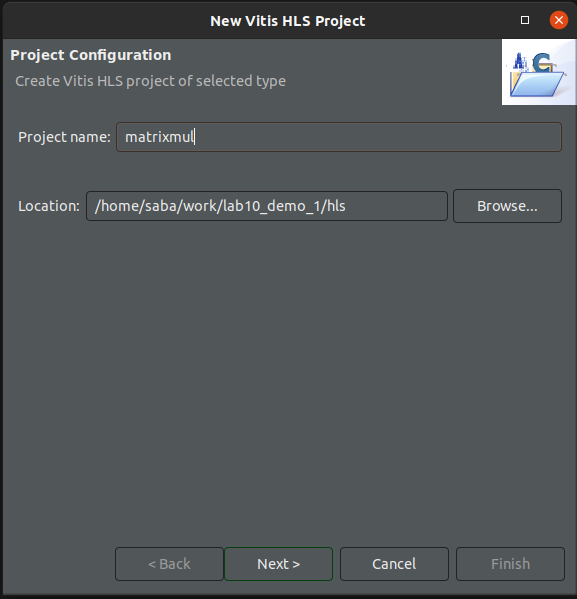 New Vitis HLS Project
Project Configuration
Create Vitis HLS project of selected type
Project name: matrixmul
Location: /home/saba/work/lab10_demo_1/hls Browse...
< Back Next > Cancel Finish